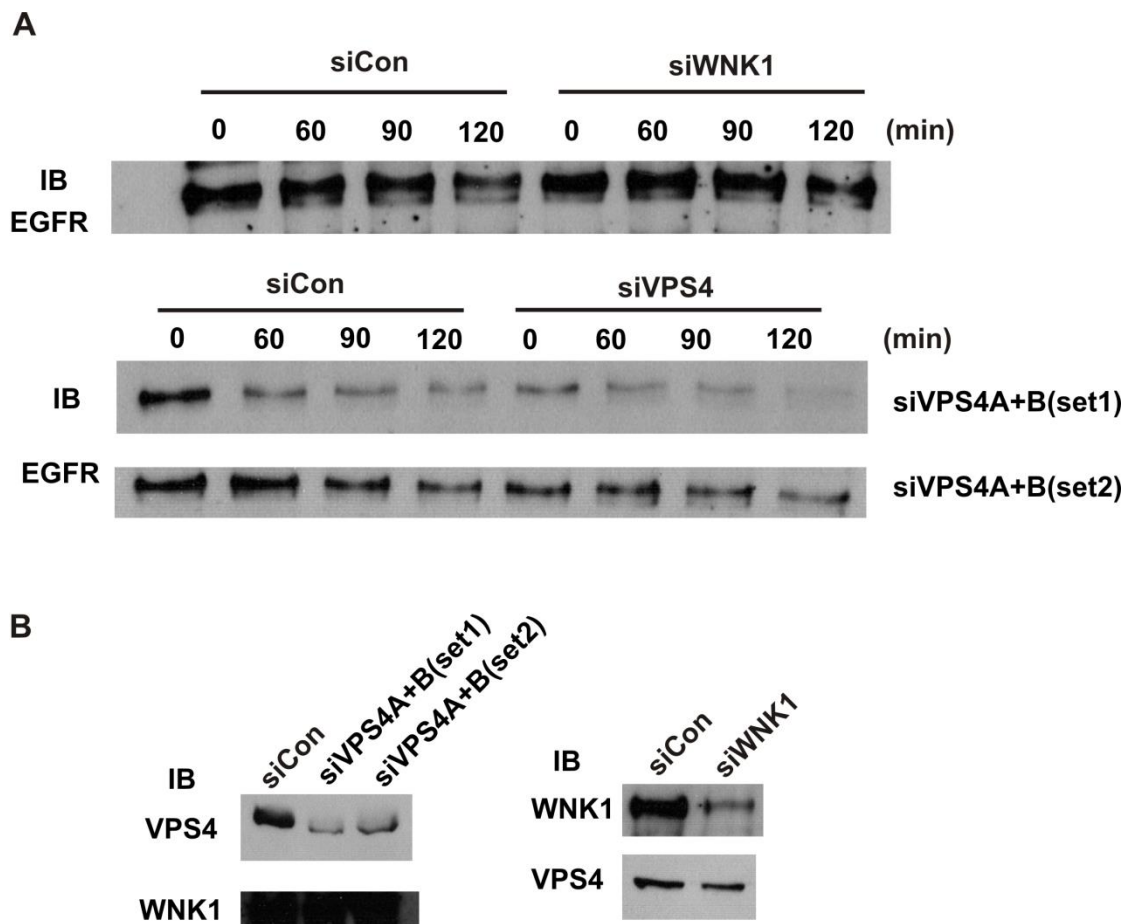 A
siCon siWNK1
0 60 90 120 0 60 90 120 (min)
IB
EGFR
siCon siVPS4
0 60 90 120 0 60 90 120 (min)
IB siVPS4A+B(set1)
EGFR siVPS4A+B(set2)
B
siCon siVPS4A+B(set1) siVPS4A+B(set2)
IB
VPS4
WNK1
siCon siWNK1
IB
WNK1
VPS4